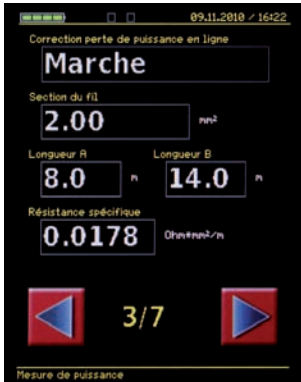 09.11.2010 / 16:22
Correction perte de puissance en ligne
Marche
Section du fil
2.00 mm²
Longueur A Longueur B
8.0 m 14.0 m
Résistance spécifique
0.0178 Ohm*mm²/m
3/7
Mesure de puissance